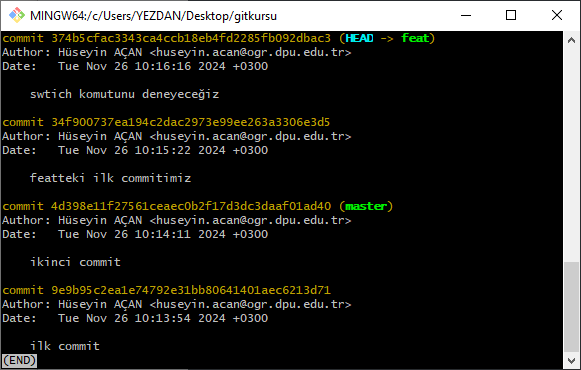 MINGW64:/c/Users/YEZDAN/Desktop/gitkursu
commit 374b5cfac3343ca4ccb18eb4fd2285fb092dbac3 (HEAD -> feat)
Author: Hüseyin AÇAN <huseyin.acan@ogr.dpu.edu.tr>
Date:   Tue Nov 26 10:16:16 2024 +0300
swtich komutunu deneyeceğiz
commit 34f900737ea194c2dac2973e99ee263a3306e3d5
Author: Hüseyin AÇAN <huseyin.acan@ogr.dpu.edu.tr>
Date:   Tue Nov 26 10:15:22 2024 +0300
featteki ilk commitimiz
commit 4d398e11f27561ceaec0b2f17d3dc3daaf01ad40 (master)
Author: Hüseyin AÇAN <huseyin.acan@ogr.dpu.edu.tr>
Date:   Tue Nov 26 10:14:11 2024 +0300
ikinci commit
commit 9e9b95c2ea1e74792e31bb80641401aec6213d71
Author: Hüseyin AÇAN <huseyin.acan@ogr.dpu.edu.tr>
Date:   Tue Nov 26 10:13:54 2024 +0300
ilk commit
(END)